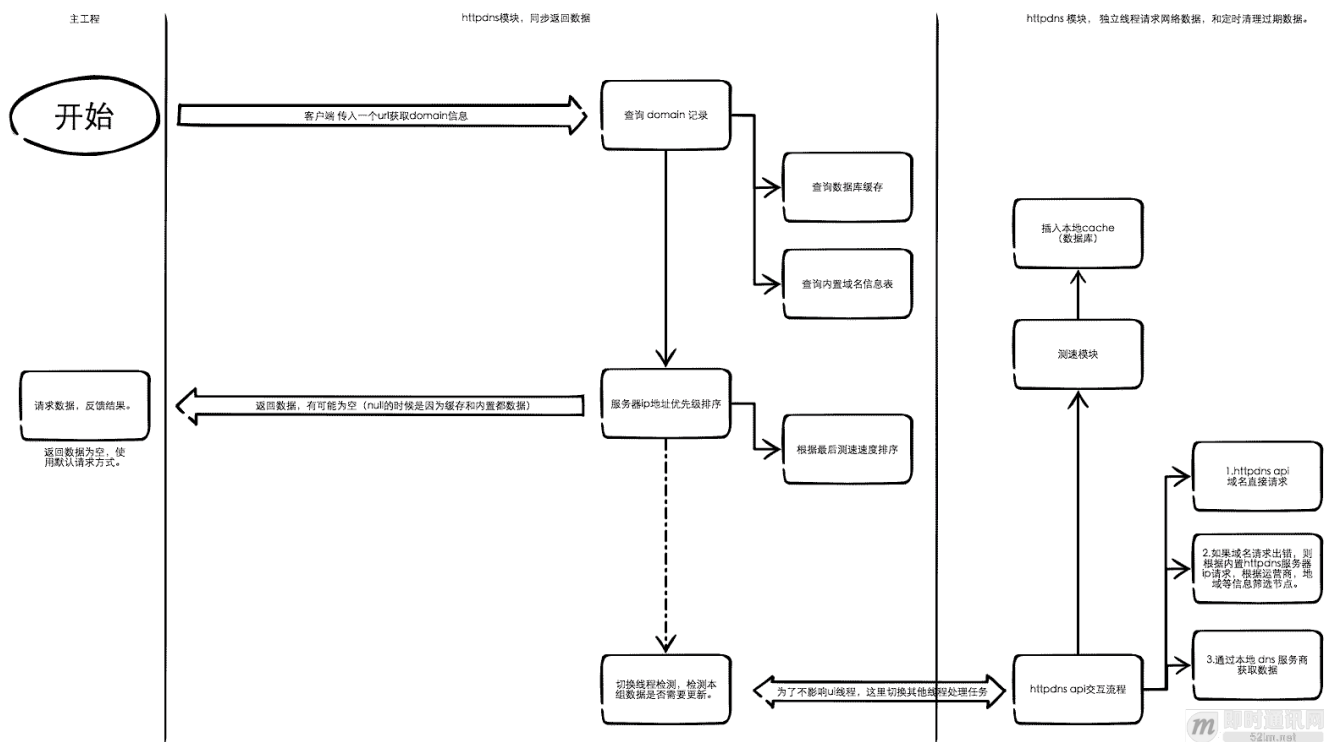 主工程
httpdns模块，同步返回数据
httpdns 模块， 独立线程请求网络数据，和定时清理过期数据。
开始
客户端 传入一个url获取domain信息
查询 domain 记录
查询数据库缓存
查询内置域名信息表
插入本地cache
（数据库）
测速模块
请求数据，反馈结果。
返回数据为空，使
用默认请求方式。
返回数据，有可能为空（null的时候是因为缓存和内置都数据）
服务器ip地址优先级排序
根据最后测速速度排序
1.httpdns api
域名直接请求
2.如果域名请求出错，则
根据内置httpdns服务器
ip请求，根据运营商，地
域等信息筛选节点。
3.通过本地 dns 服务商
获取数据
切换线程检测，检测本
组数据是否需要更新。
为了不影响ui线程，这里切换其他线程处理任务
httpdns api交互流程
即时通讯网
52im.net